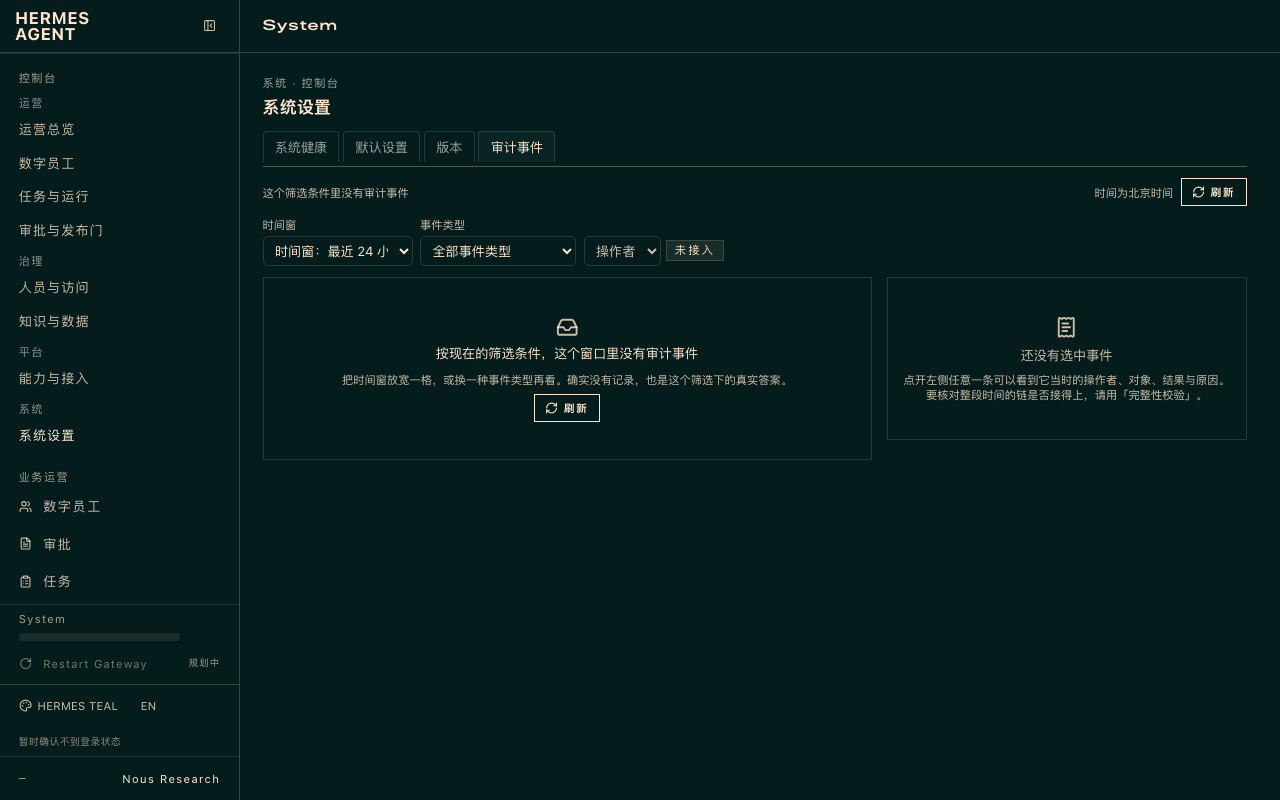 HERMES
AGENT
控制台
运营
运营总览
数字员工
任务与运行
审批与发布门
治理
人员与访问
知识与数据
平台
能力与接入
系统
系统设置
业务运营
数字员工
审批
任务
System
Restart Gateway
规划中
HERMES TEAL
EN
暂时确认不到登录状态
–
Nous Research
System
系统 · 控制台
系统设置
系统健康
默认设置
版本
审计事件
这个筛选条件里没有审计事件
时间为北京时间
刷新
时间窗
事件类型
时间窗：最近 24 小
全部事件类型
操作者
未接入
按现在的筛选条件，这个窗口里没有审计事件
把时间窗放宽一格，或换一种事件类型再看。确实没有记录，也是这个筛选下的真实答案。
刷新
还没有选中事件
点开左侧任意一条可以看到它当时的操作者、对象、结果与原因。
要核对整段时间的链是否接得上，请用「完整性校验」。